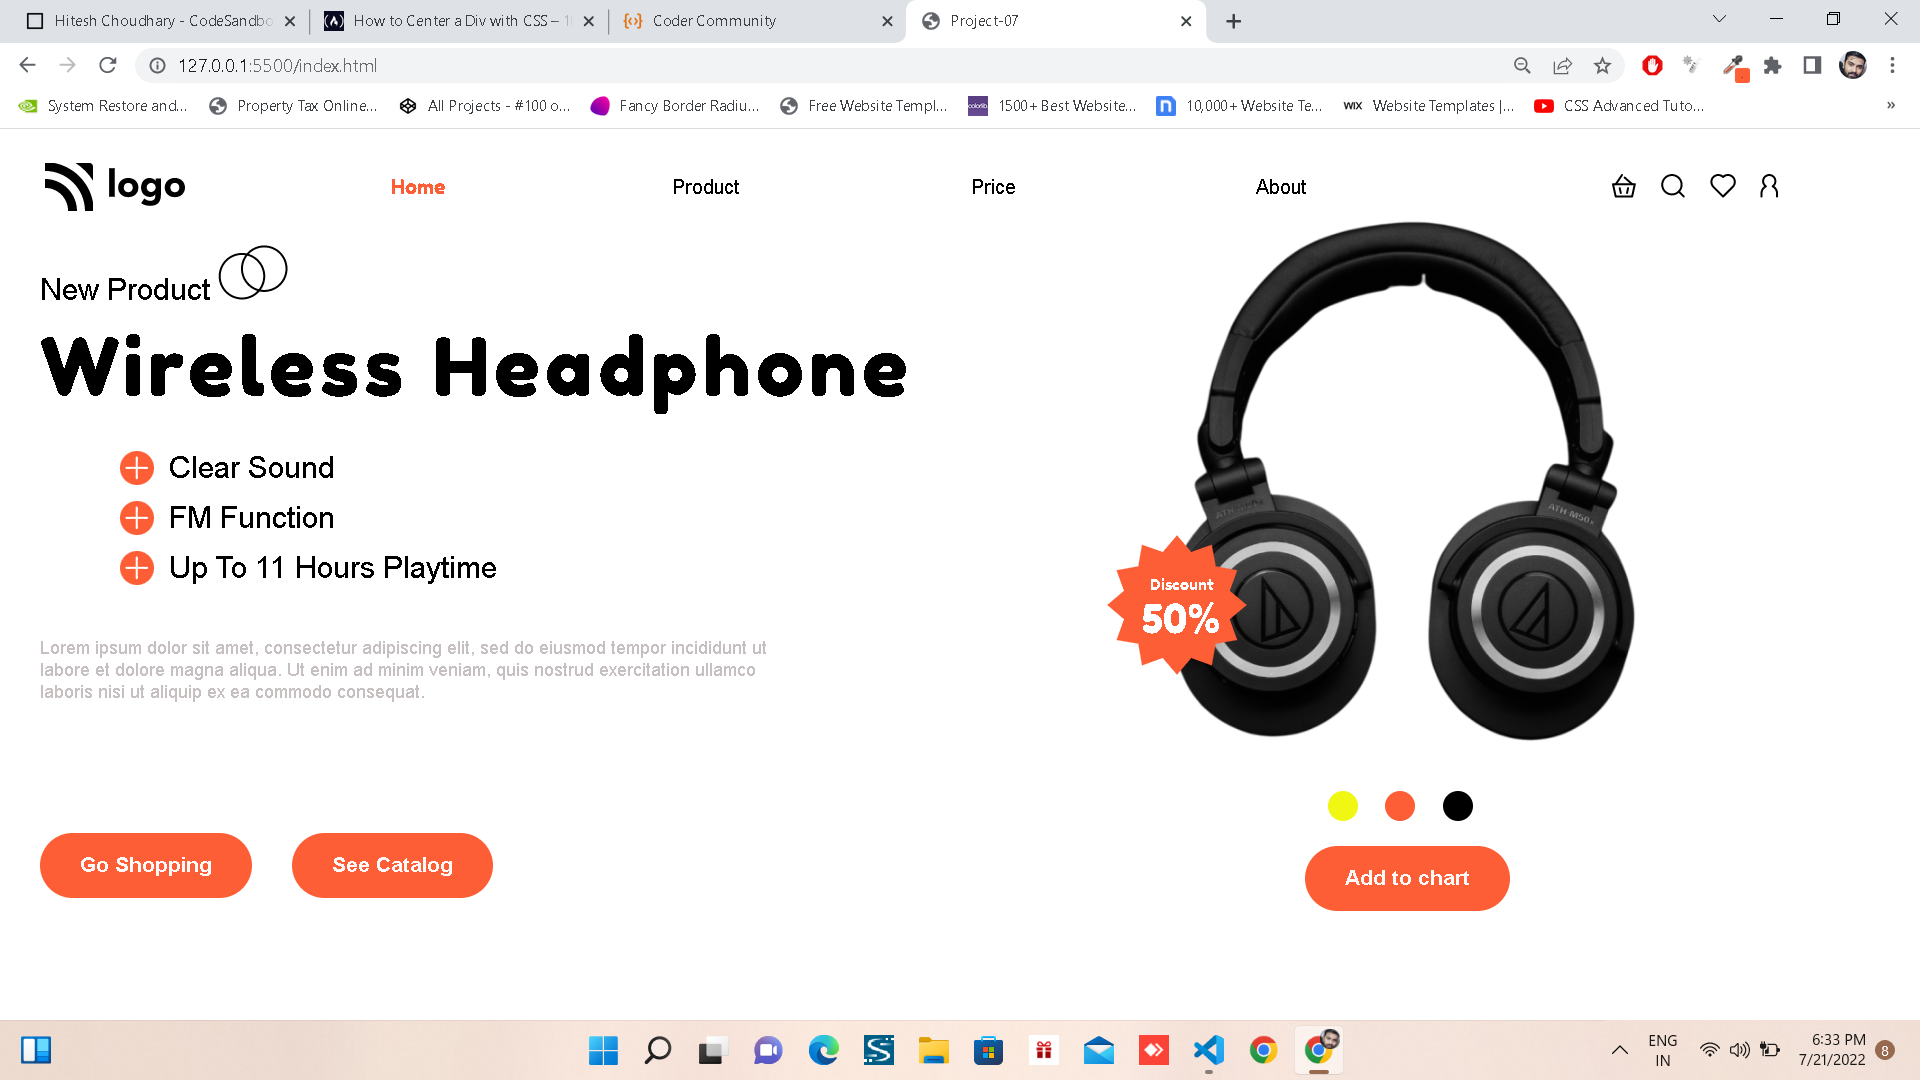 Hitesh Choudhary - CodeSandbo
How to Center a Div with CSS – 1
Coder Community
Project-07
127.0.0.1:5500/index.html
System Restore and...
Property Tax Online...
All Projects - #100 o...
Fancy Border Radiu...
Free Website Templ...
colorlib.
1500+ Best Website...
n
10,000+ Website Te...
WIX
Website Templates |...
CSS Advanced Tuto...
»
logo
Home
Product
Price
About
New Product
Wireless Headphone
Clear Sound
FM Function
Up To 11 Hours Playtime
ATH-M50x
ATH-M50x
Discount
50%
Lorem ipsum dolor sit amet, consectetur adipiscing elit, sed do eiusmod tempor incididunt ut
labore et dolore magna aliqua. Ut enim ad minim veniam, quis nostrud exercitation ullamco
laboris nisi ut aliquip ex ea commodo consequat.
Go Shopping
See Catalog
Add to chart
ENG
IN
6:33 PM
7/21/2022
8